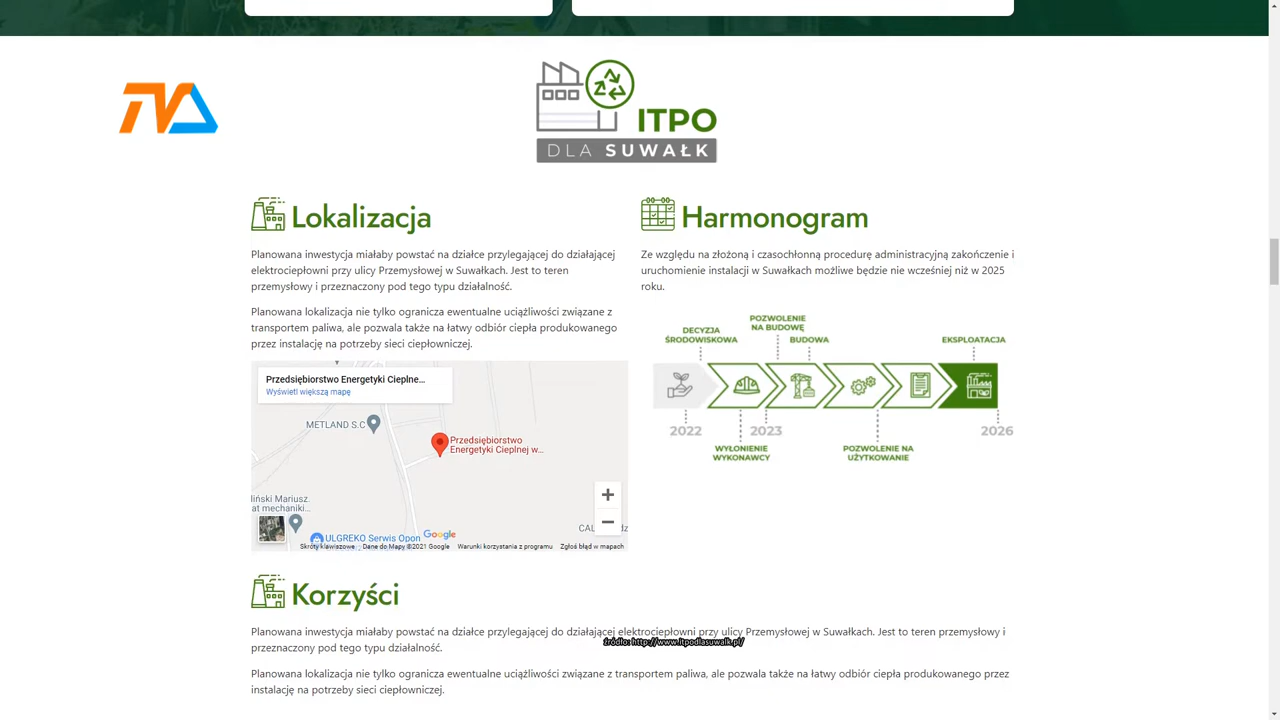 TVA
ITPO
DLA SUWAŁK
Lokalizacja
Planowana inwestycja miałaby powstać na działce przylegającej do działającej
elektrociepłowni przy ulicy Przemysłowej w Suwałkach. Jest to teren
przemysłowy i przeznaczony pod tego typu działalność.
Planowana lokalizacja nie tylko ogranicza ewentualne uciążliwości związane z
transportem paliwa, ale pozwala także na łatwy odbiór ciepła produkowanego
przez instalację na potrzeby sieci ciepłowniczej.
Przedsiębiorstwo Energetyki Cieplne...
Wyświetl większą mapę
METLAND S.C
Przedsiębiorstwo
Energetyki Cieplnej w...
liński Mariusz.
at mechaniki...
ULGREKO Serwis Opon
Google
Skróty klawiszowe Dane do Mapy ©2021 Google Warunki korzystania z programu Zgłoś błąd w mapach
Harmonogram
Ze względu na złożoną i czasochłonną procedurę administracyjną zakończenie i
uruchomienie instalacji w Suwałkach możliwe będzie nie wcześniej niż w 2025
roku.
DECYZJA
ŚRODOWISKOWA
POZWOLENIE
NA BUDOWĘ
BUDOWA
EKSPLOATACJA
2022
2023
2026
WYŁONIENIE
WYKONAWCY
POZWOLENIE NA
UŻYTKOWANIE
Korzyści
Planowana inwestycja miałaby powstać na działce przylegającej do działającej elektrociepłowni przy ulicy Przemysłowej w Suwałkach. Jest to teren przemysłowy i
przeznaczony pod tego typu działalność.
źródło: http://www.itpodlasuwalk.pl/
Planowana lokalizacja nie tylko ogranicza ewentualne uciążliwości związane z transportem paliwa, ale pozwala także na łatwy odbiór ciepła produkowanego przez
instalację na potrzeby sieci ciepłowniczej.